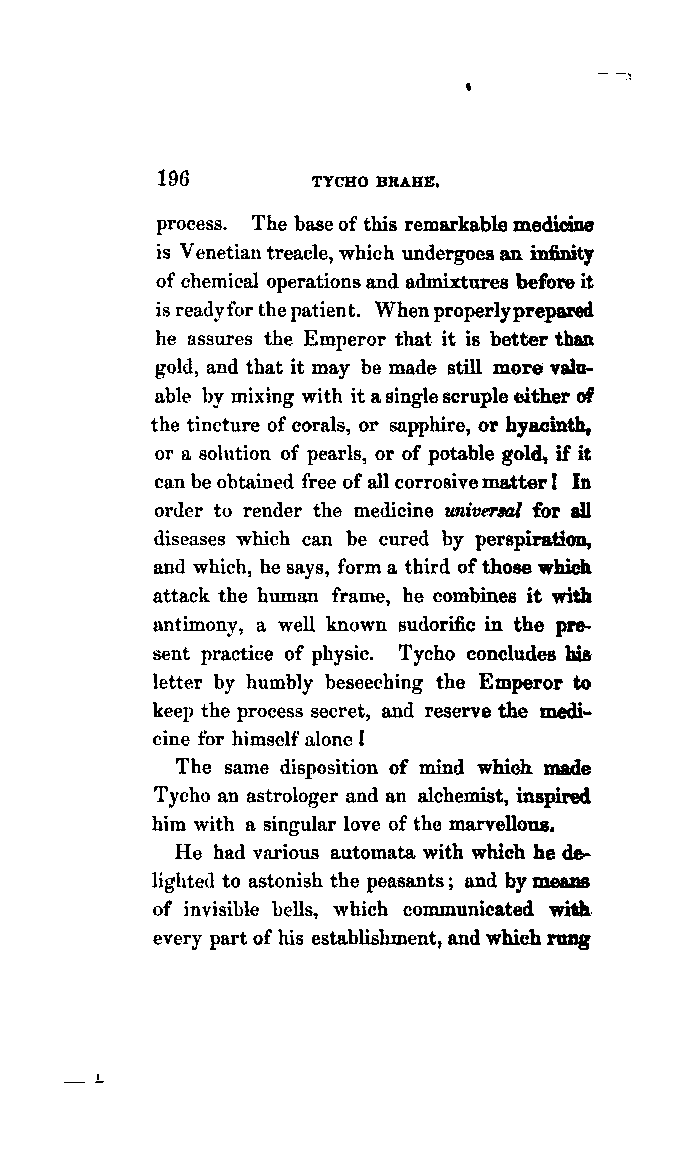 196 TYCHO BRAHE.
process. The base of this remarkable medicine
is Venetian treacle, which undergoes an infinity
of chemical operations and admixtures before it
is ready for the patient. When properly prepared
he assures the Emperor that it is better than
gold, and that it may be made still more valu-
able by mixing with it a single scruple either of
the tincture of corals, or sapphire, or hyacinth,
or a solution of pearls, or of potable gold, if it
can be obtained free of all corrosive matter! In
order to render the medicine universal for all
diseases which can be cured by perspiration,
and which, he says, form a third of those which
attack the human frame, he combines it with
antimony, a well known sudorific in the pre-
sent practice of physic. Tycho concludes his
letter by humbly beseeching the Emperor to
keep the process secret, and reserve the medi-
cine for himself alone!
The same disposition of mind which made
Tycho an astrologer and an alchemist, inspired
him with a singular love of the marvellous.
He had various automata with which he de-
lighted to astonish the peasants; and by means
of invisible bells, which communicated with
every part of his establishment, and which rung